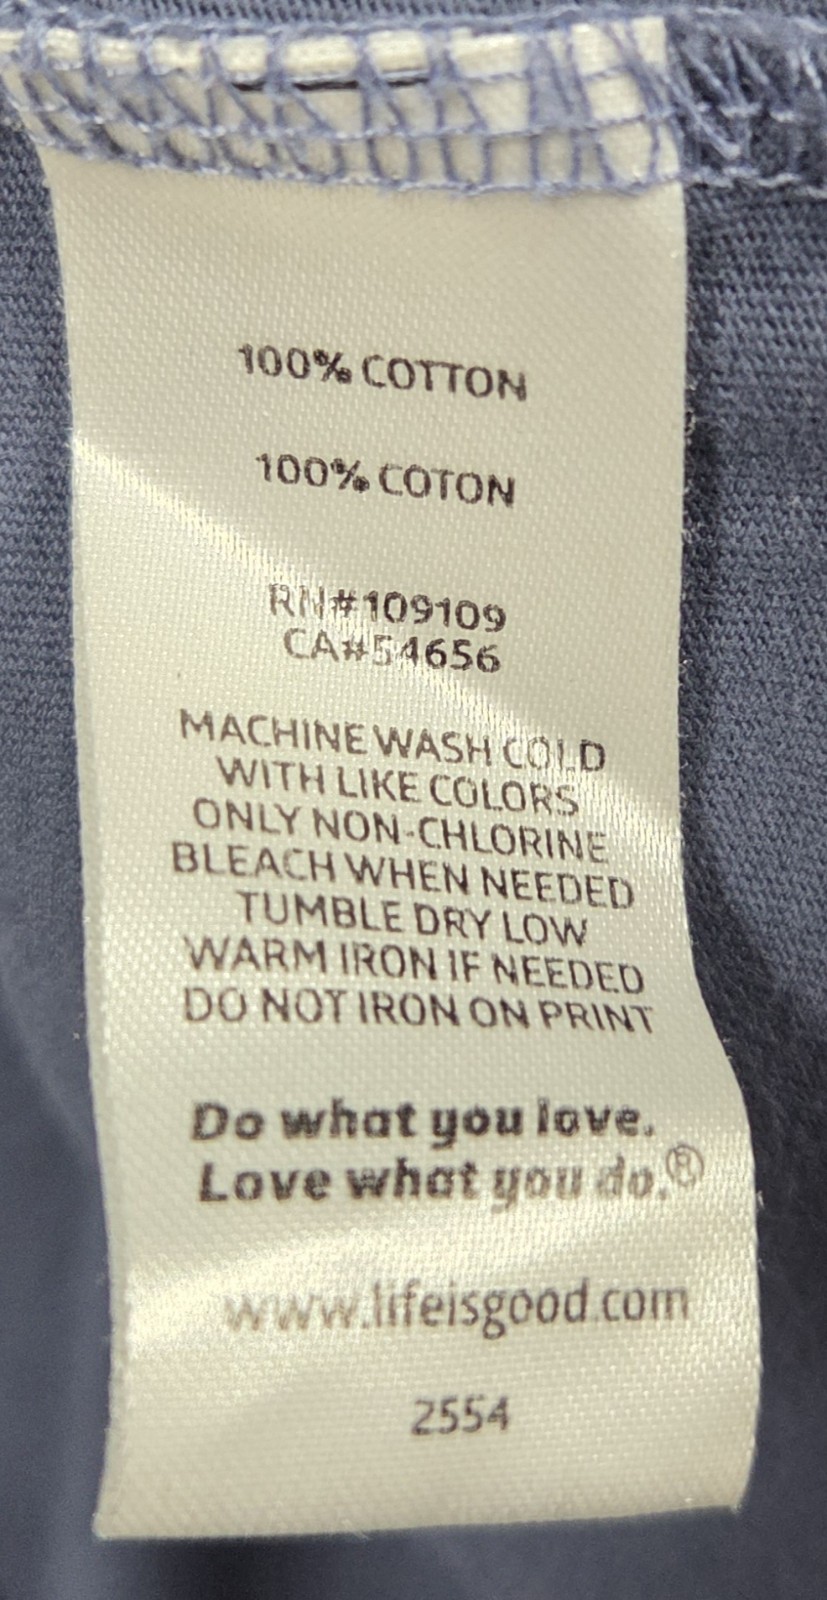 100% COTTON
100% COTON
RN#109109
CA#54656
MACHINE WASH COLD
WITH LIKE COLORS
ONLY NON-CHLORINE
BLEACH WHEN NEEDED
TUMBLE DRY LOW
WARM IRON IF NEEDED
DO NOT IRON ON PRINT
Do what you love.
Love what you do.®
www.lifeisgood.com
2554